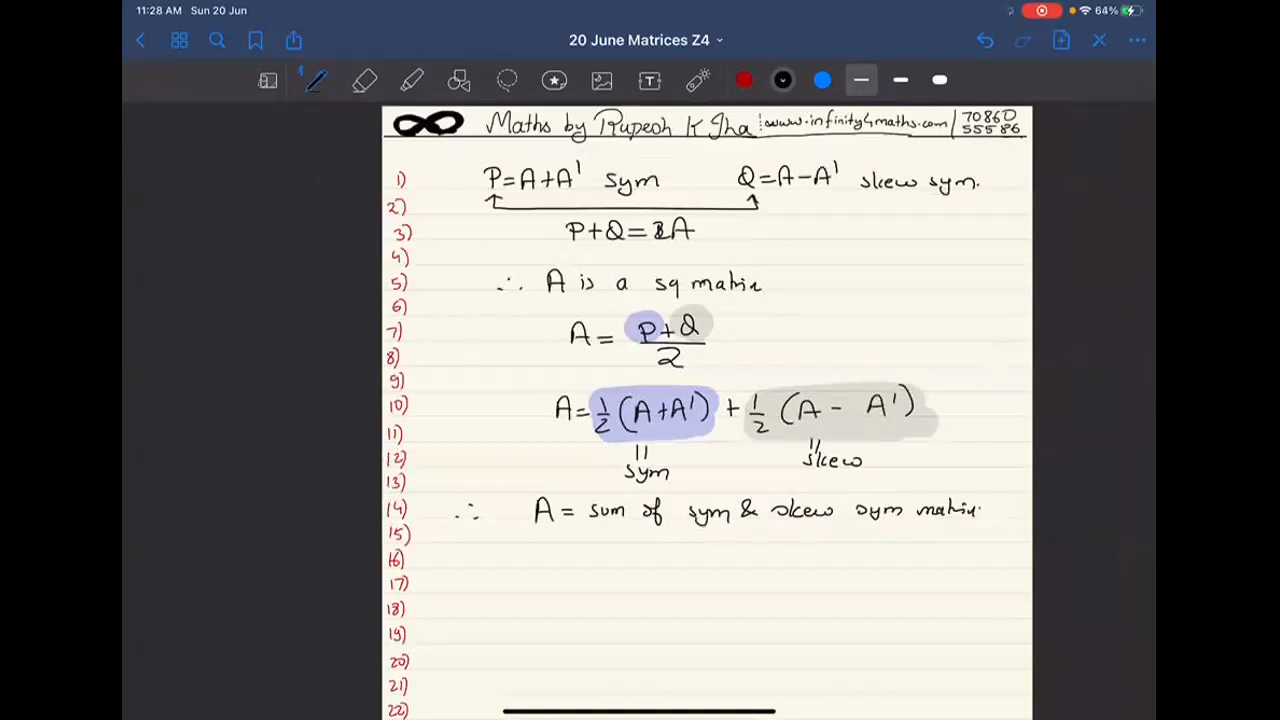 11:28 AM Sun 20 Jun 64%
20 June Matrices Z4
Maths by Rupesh K Jha www.infinity4maths.com/ 70860 55586
1) P=A+A' sym Q=A-A' skew sym.
2)
3) P+Q=2A
4)
5) ∴ A is a sq matrix
6)
7) A= P+Q
8) 2
9)
10) A= 1/2 (A+A') + 1/2 (A - A')
11)
12) || sym || skew
13)
14) ∴ A = sum of sym & skew sym matrix.
15)
16)
17)
18)
19)
20)
21)
22)